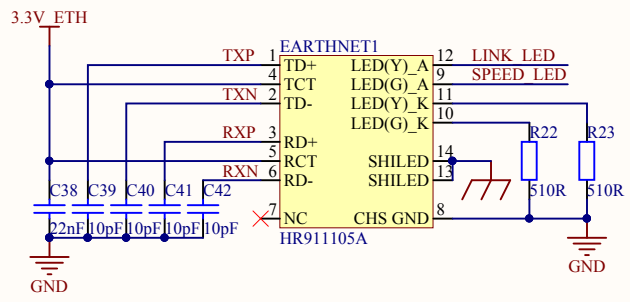 3.3V_ETH
EARTHNET1
TXP 1 TD+ LED(Y)_A 12 LINK_LED
4 TCT LED(G)_A 9 SPEED_LED
TXN 2 TD- LED(Y)_K 11
LED(G)_K 10
RXP 3 RD+ R22 R23
5 RCT SHILED 14
RXN 6 RD- SHILED 13
C38 C39 C40 C41 C42 510R 510R
7 NC CHS GND 8
22nF 10pF 10pF 10pF 10pF
HR911105A
GND GND